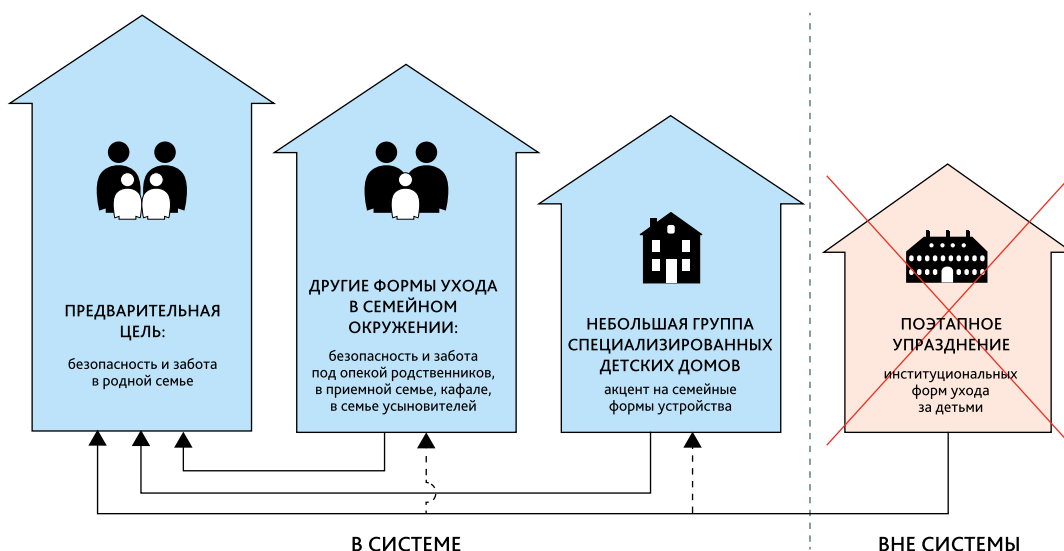 ПРЕДВАРИТЕЛЬНАЯ
ЦЕЛЬ:
безопасность и забота
в родной семье
ДРУГИЕ ФОРМЫ УХОДА
В СЕМЕЙНОМ
ОКРУЖЕНИИ:
безопасность и забота
под опекой родственников,
в приемной семье, кафале,
в семье усыновителей
НЕБОЛЬШАЯ ГРУППА
СПЕЦИАЛИЗИРОВАННЫХ
ДЕТСКИХ ДОМОВ
акцент на семейные
формы устройства
ПОЭТАПНОЕ
УПРАЗДНЕНИЕ
институциональных
форм ухода
за детьми
В СИСТЕМЕ
ВНЕ СИСТЕМЫ